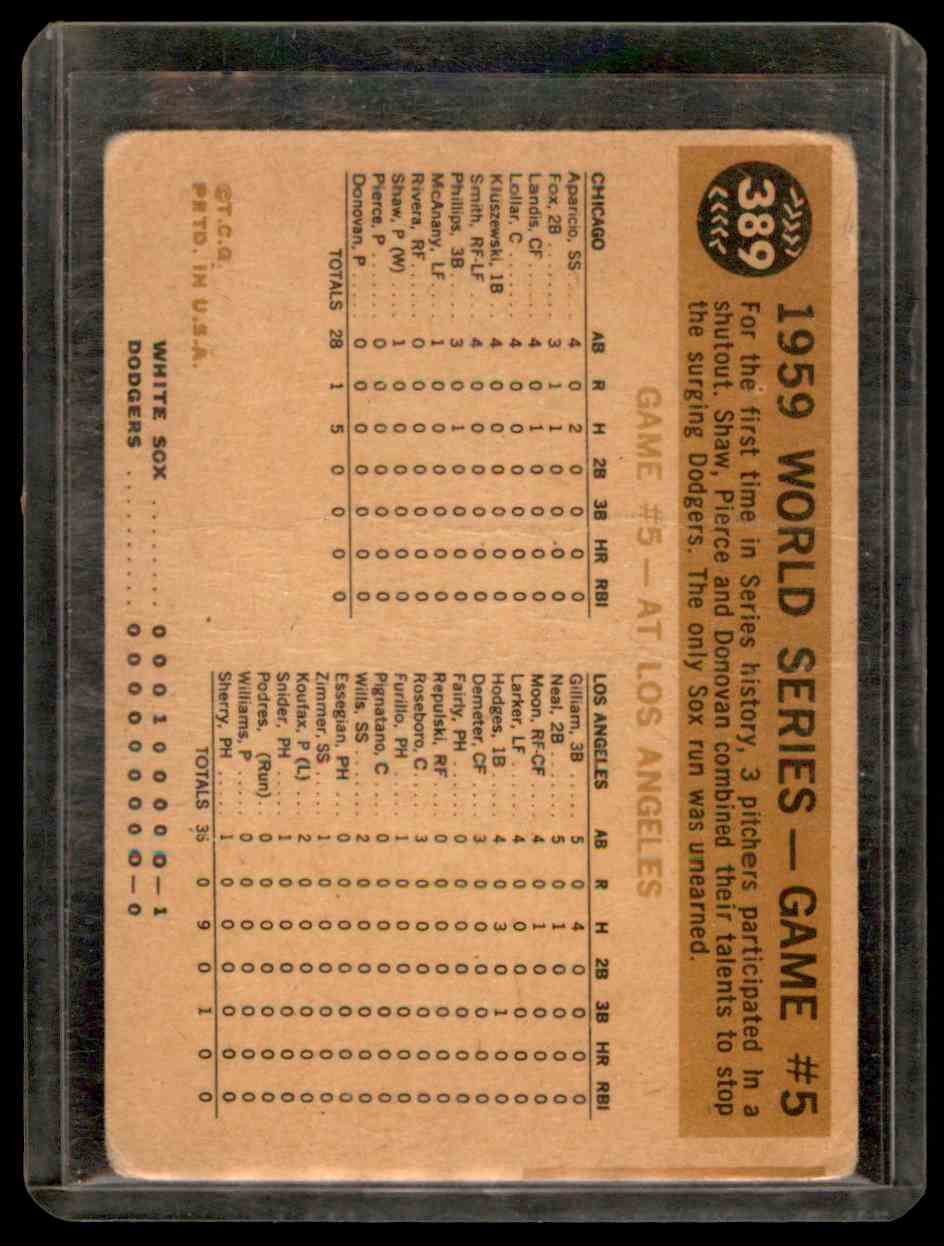 389
1959 WORLD SERIES—GAME #5
For the first time in Series history, 3 pitchers participated in a
shutout. Shaw, Pierce and Donovan combined their talents to stop
the surging Dodgers. The only Sox run was unearned.
GAME #5 — AT LOS ANGELES
CHICAGO AB R H 2B 3B HR RBI
Aparicio, SS ... 4 0 2 0 0 0 0
Fox, 2B ....... 3 1 1 0 0 0 0
Landis, CF ..... 4 0 1 0 0 0 0
Lollar, C ...... 4 0 0 0 0 0 0
Kluszewski, 1B 4 0 0 0 0 0 0
Smith, RF-LF .. 4 0 0 0 0 0 0
Phillips, 3B .... 3 0 1 0 0 0 0
McAnany, LF ... 1 0 0 0 0 0 0
Rivera, RF .... 0 0 0 0 0 0 0
Shaw, P (W) ... 1 0 0 0 0 0 0
Pierce, P ..... 0 0 0 0 0 0 0
Donovan, P .... 0 0 0 0 0 0 0
TOTALS 28 1 5 0 0 0 0
LOS ANGELES AB R H 2B 3B HR RBI
Gilliam, 3B ..... 5 0 4 0 0 0 0
Neal, 2B ....... 5 0 1 0 0 0 0
Moon, RF-CF ... 4 0 1 0 0 0 0
Larker, LF ..... 4 0 0 0 0 0 0
Hodges, 1B .... 4 0 3 0 1 0 0
Demeter, CF ... 3 0 0 0 0 0 0
Fairly, PH ..... 0 0 0 0 0 0 0
Repulski, RF ... 0 0 0 0 0 0 0
Roseboro, C .... 3 0 0 0 0 0 0
Furillo, PH .... 1 0 0 0 0 0 0
Pignatano, C ... 0 0 0 0 0 0 0
Wills, SS ...... 2 0 0 0 0 0 0
Essegian, PH ... 0 0 0 0 0 0 0
Zimmer, SS .... 1 0 0 0 0 0 0
Koufax, P (L) .. 2 0 0 0 0 0 0
Snider, PH .... 1 0 0 0 0 0 0
Podres, (Run) . 0 0 0 0 0 0 0
Williams, P .... 0 0 0 0 0 0 0
Sherry, PH .... 1 0 0 0 0 0 0
TOTALS 36 0 9 0 1 0 0
©T.C.G.
PRTD. IN U.S.A.
WHITE SOX ........ 0 0 0 1 0 0 0 0 0—1
DODGERS .......... 0 0 0 0 0 0 0 0 0—0